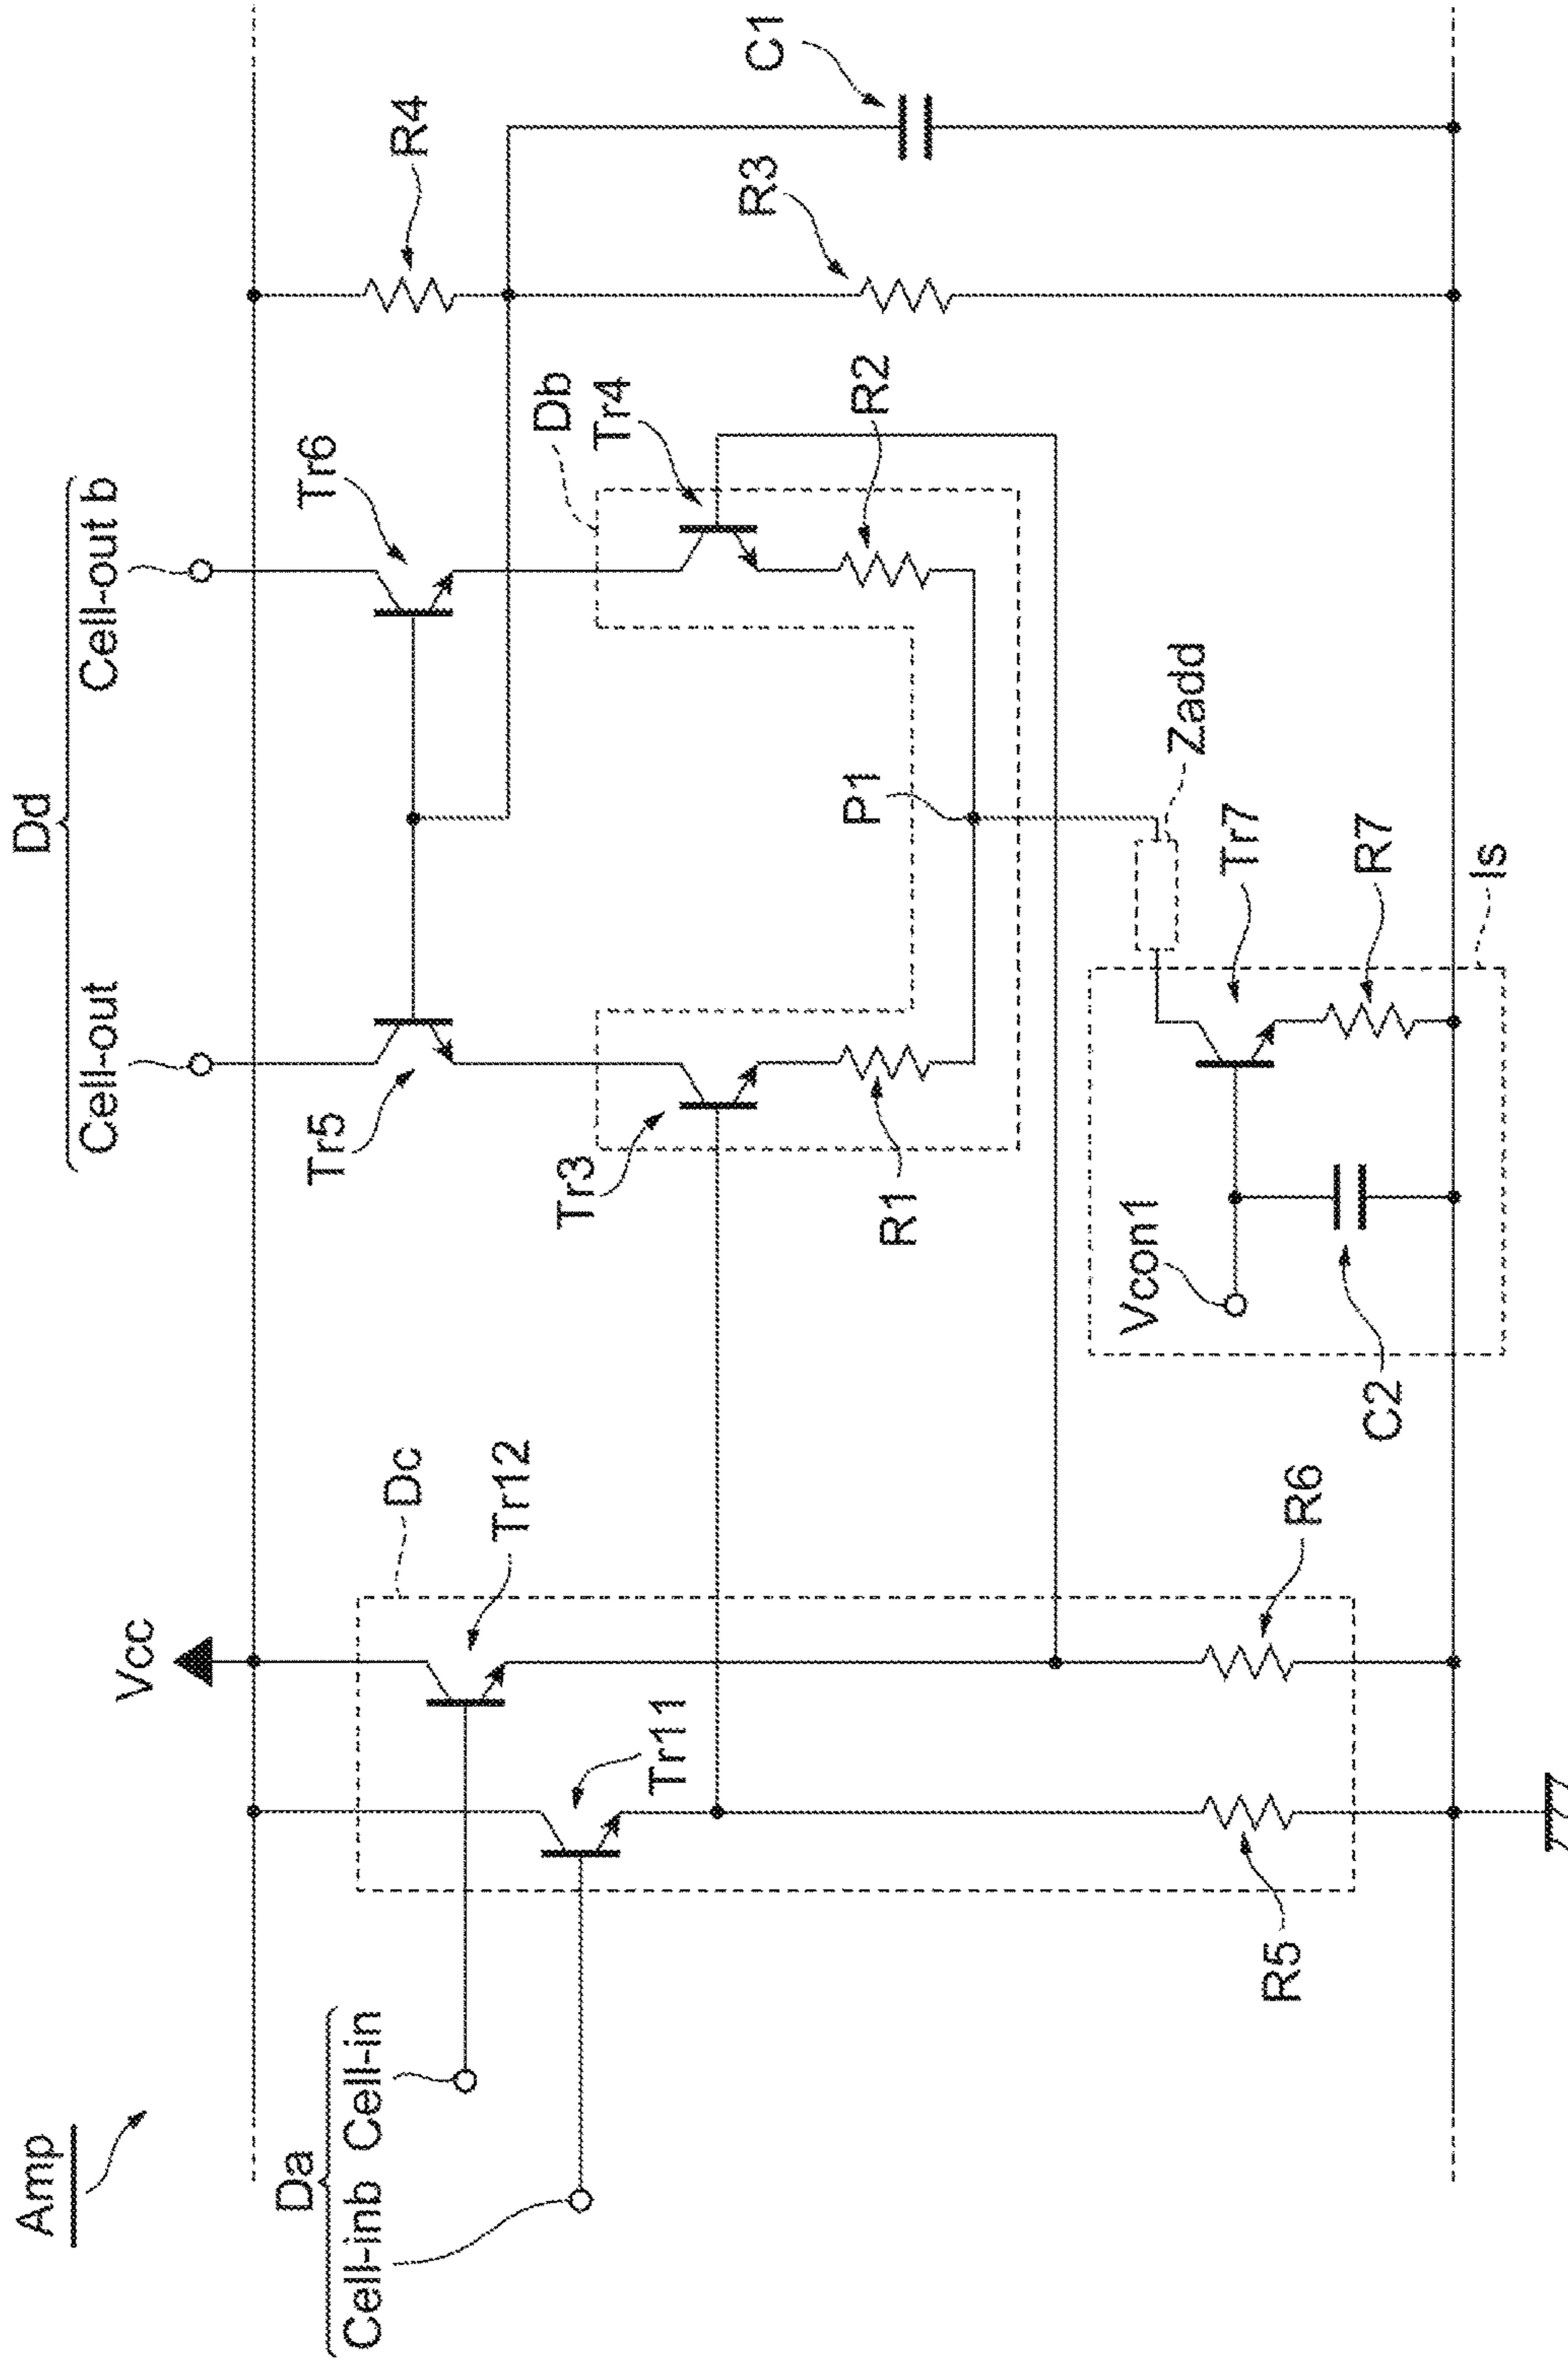 Amp
Da
Cell-inb
Cell-in
Vcc
Dc
Tr12
Tr11
R5
R6
Dd
Cell-out
Cell-out b
Tr5
Tr6
Tr3
Db
Tr4
R1
R2
P1
Zadd
Vcon1
Tr7
R7
C2
Is
R4
R3
C1